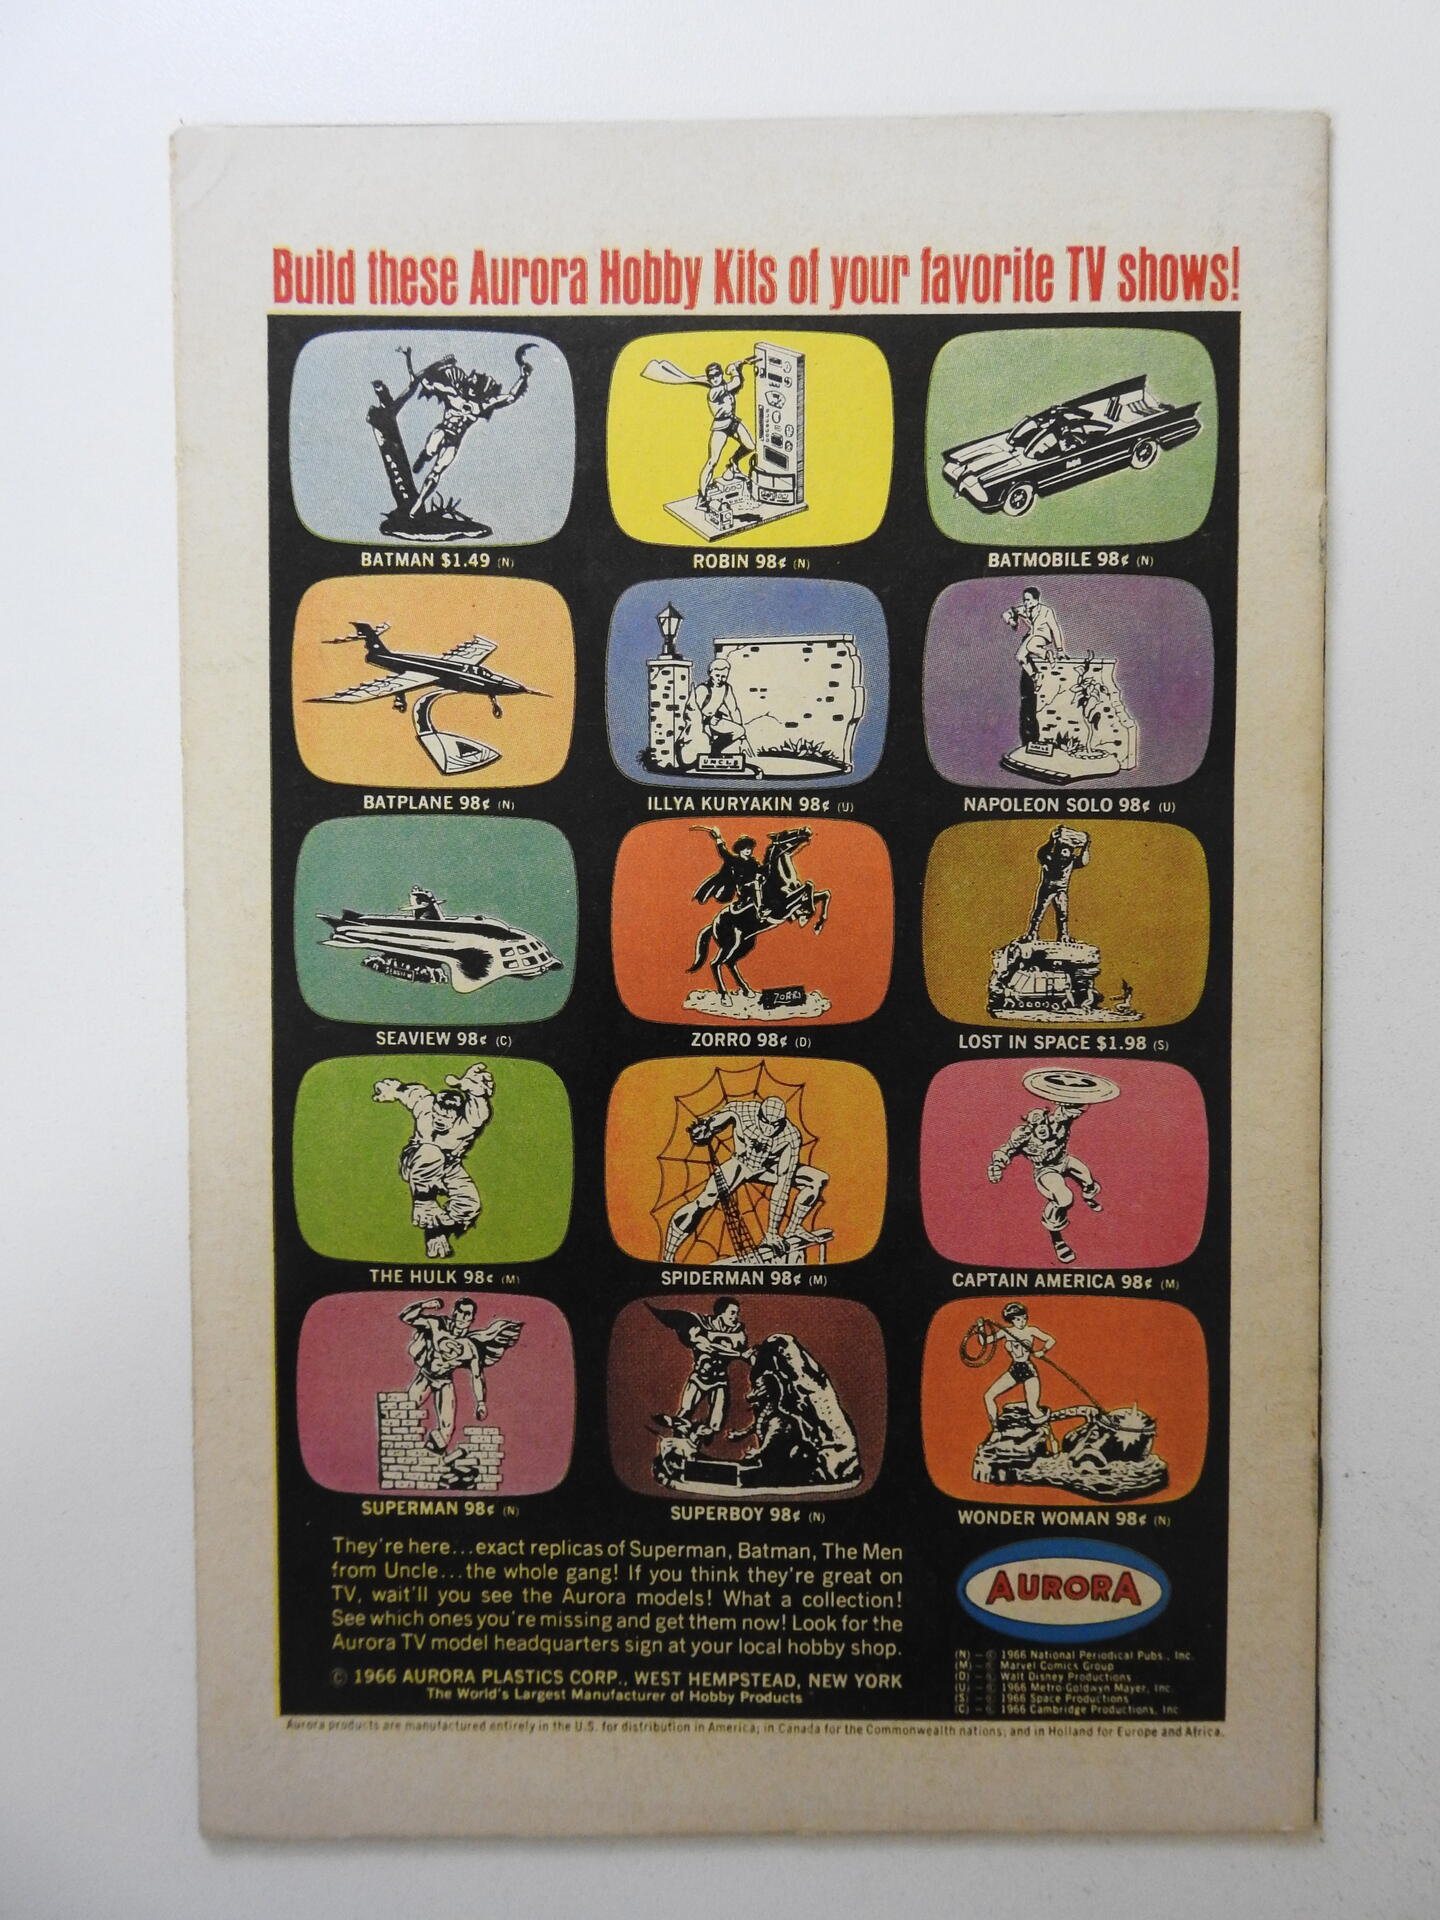 Build these Aurora Hobby Kits of your favorite TV shows!
BATMAN $1.49 (N)
ROBIN 98¢ (N)
BATMOBILE 98¢ (N)
BATPLANE 98¢ (N)
UNCLE
ILLYA KURYAKIN 98¢ (U)
NAPOLEON SOLO 98¢ (U)
SEAVIEW
SEAVIEW 98¢ (C)
ZORRO
ZORRO 98¢ (D)
LOST IN SPACE $1.98 (S)
THE HULK 98¢ (M)
SPIDERMAN 98¢ (M)
CAPTAIN AMERICA 98¢ (M)
SUPERMAN 98¢ (N)
SUPERBOY 98¢ (N)
WONDER WOMAN 98¢ (N)
They're here...exact replicas of Superman, Batman, The Men
from Uncle...the whole gang! If you think they're great on
TV, wait'll you see the Aurora models! What a collection!
See which ones you're missing and get them now! Look for the
Aurora TV model headquarters sign at your local hobby shop.
© 1966 AURORA PLASTICS CORP., WEST HEMPSTEAD, NEW YORK
The World's Largest Manufacturer of Hobby Products
AURORA
(N) — © 1966 National Periodical Pubs., Inc.
(M) — © Marvel Comics Group
(D) — © Walt Disney Productions
(U) — © 1966 Metro-Goldwyn Mayer, Inc.
(S) — © 1966 Space Productions
(C) — © 1966 Cambridge Productions, Inc
Aurora products are manufactured entirely in the U.S. for distribution in America; in Canada for the Commonwealth nations; and in Holland for Europe and Africa.